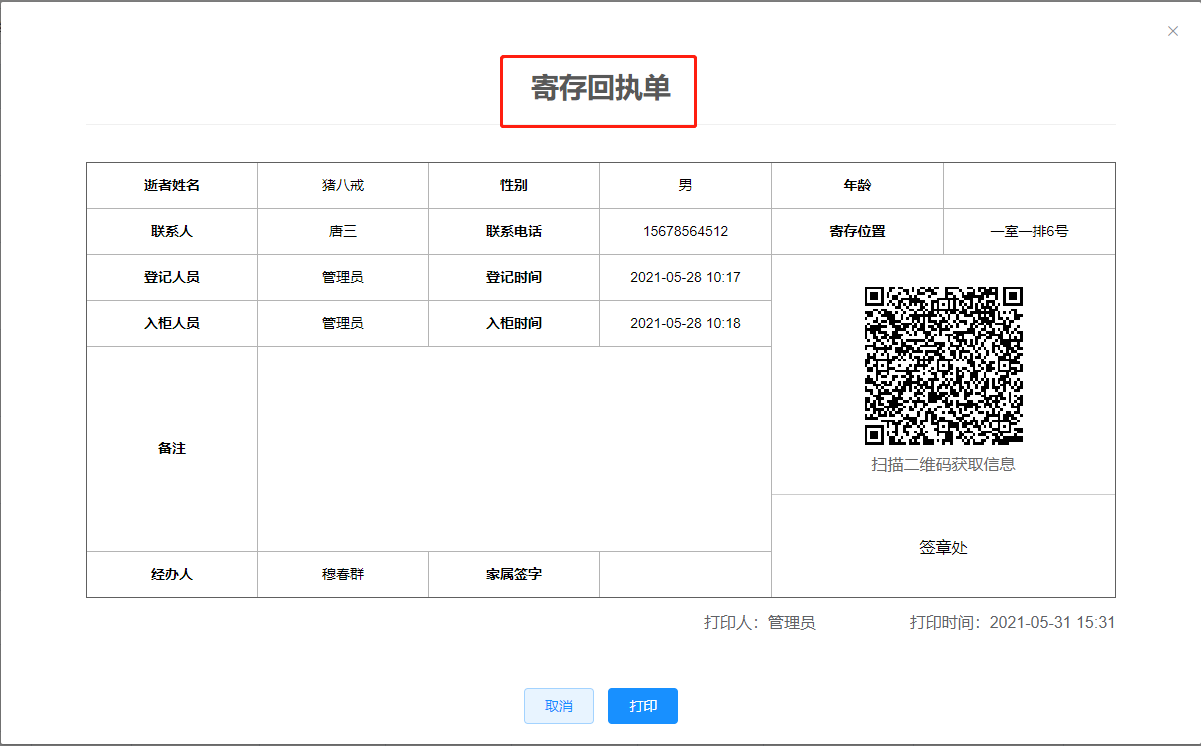 寄存回执单
逝者姓名 猪八戒 性别 男 年龄
联系人 唐三 联系电话 15678564512 寄存位置 一室一排6号
登记人员 管理员 登记时间 2021-05-28 10:17
入柜人员 管理员 入柜时间 2021-05-28 10:18
扫描二维码获取信息
备注
签章处
经办人 穆春群 家属签字
打印人：管理员 打印时间：2021-05-31 15:31
取消 打印